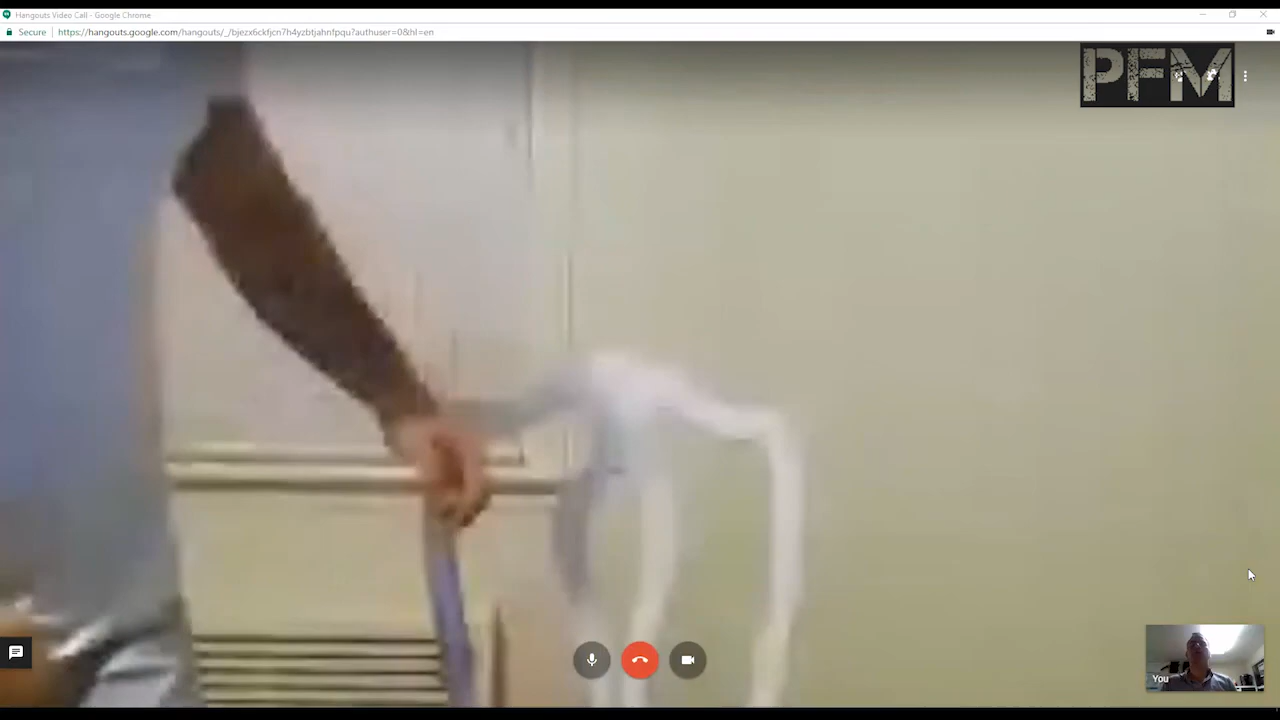 Hangouts Video Call - Google Chrome
Secure https://hangouts.google.com/hangouts/_/bjezx6ckfjcn7h4yzbtjahnfpqu?authuser=0&hl=en
PFM
You